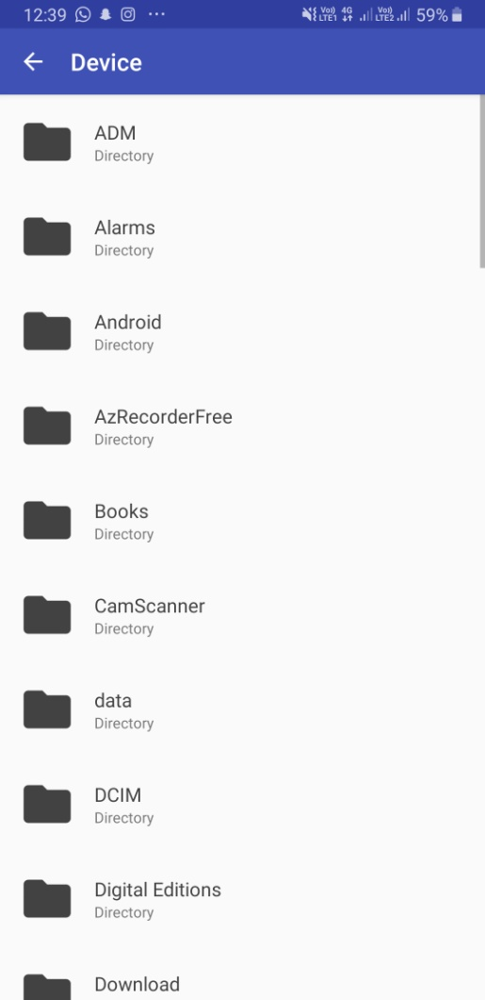 12:39
Vo)) LTE1 4G Vo)) LTE2 59%
Device
ADM
Directory
Alarms
Directory
Android
Directory
AzRecorderFree
Directory
Books
Directory
CamScanner
Directory
data
Directory
DCIM
Directory
Digital Editions
Directory
Download